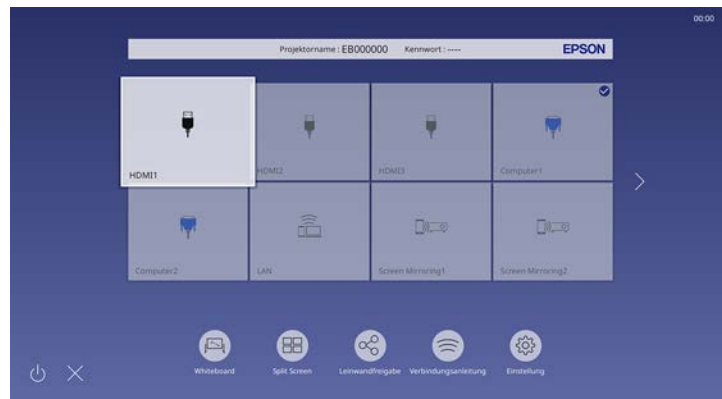 00:00
Projektorname : EB000000 Kennwort : ---- EPSON
HDMI1 HDMI2 HDMI3 Computer1
Computer2 LAN Screen Mirroring1 Screen Mirroring2
Whiteboard Split Screen Leinwandfreigabe Verbindungsanleitung Einstellung